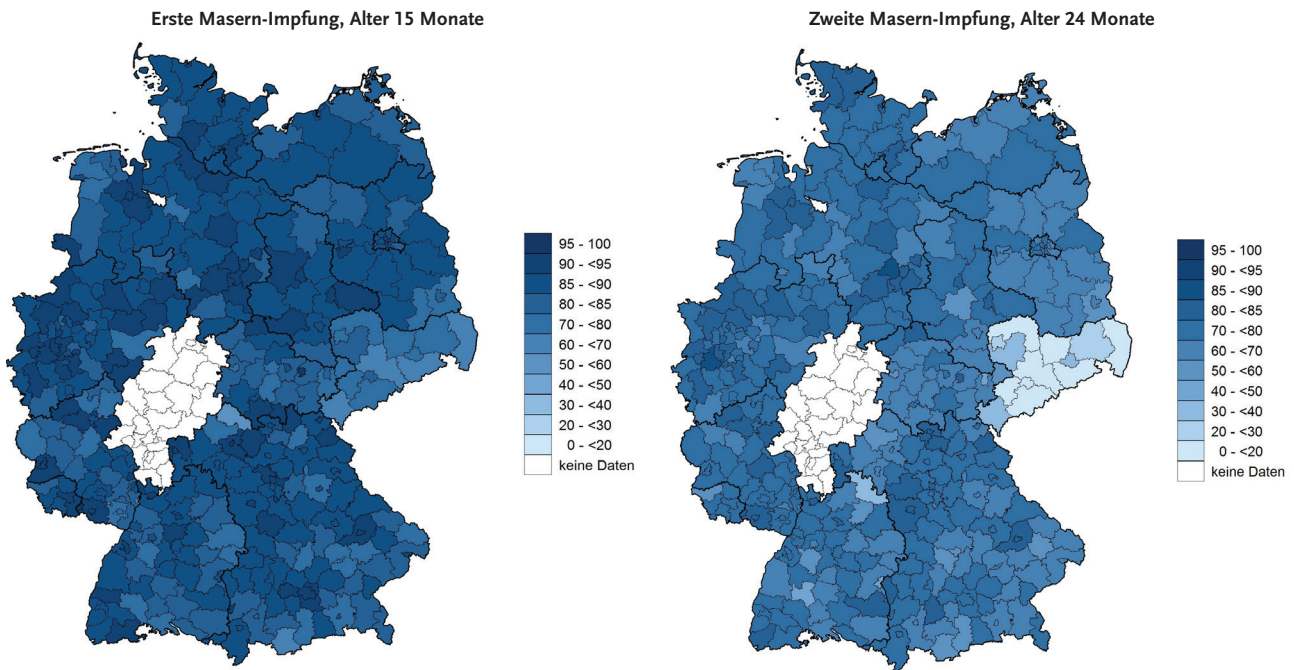 Erste Masern-Impfung, Alter 15 Monate
95 - 100
90 - <95
85 - <90
80 - <85
70 - <80
60 - <70
50 - <60
40 - <50
30 - <40
20 - <30
0 - <20
keine Daten
Zweite Masern-Impfung, Alter 24 Monate
95 - 100
90 - <95
85 - <90
80 - <85
70 - <80
60 - <70
50 - <60
40 - <50
30 - <40
20 - <30
0 - <20
keine Daten